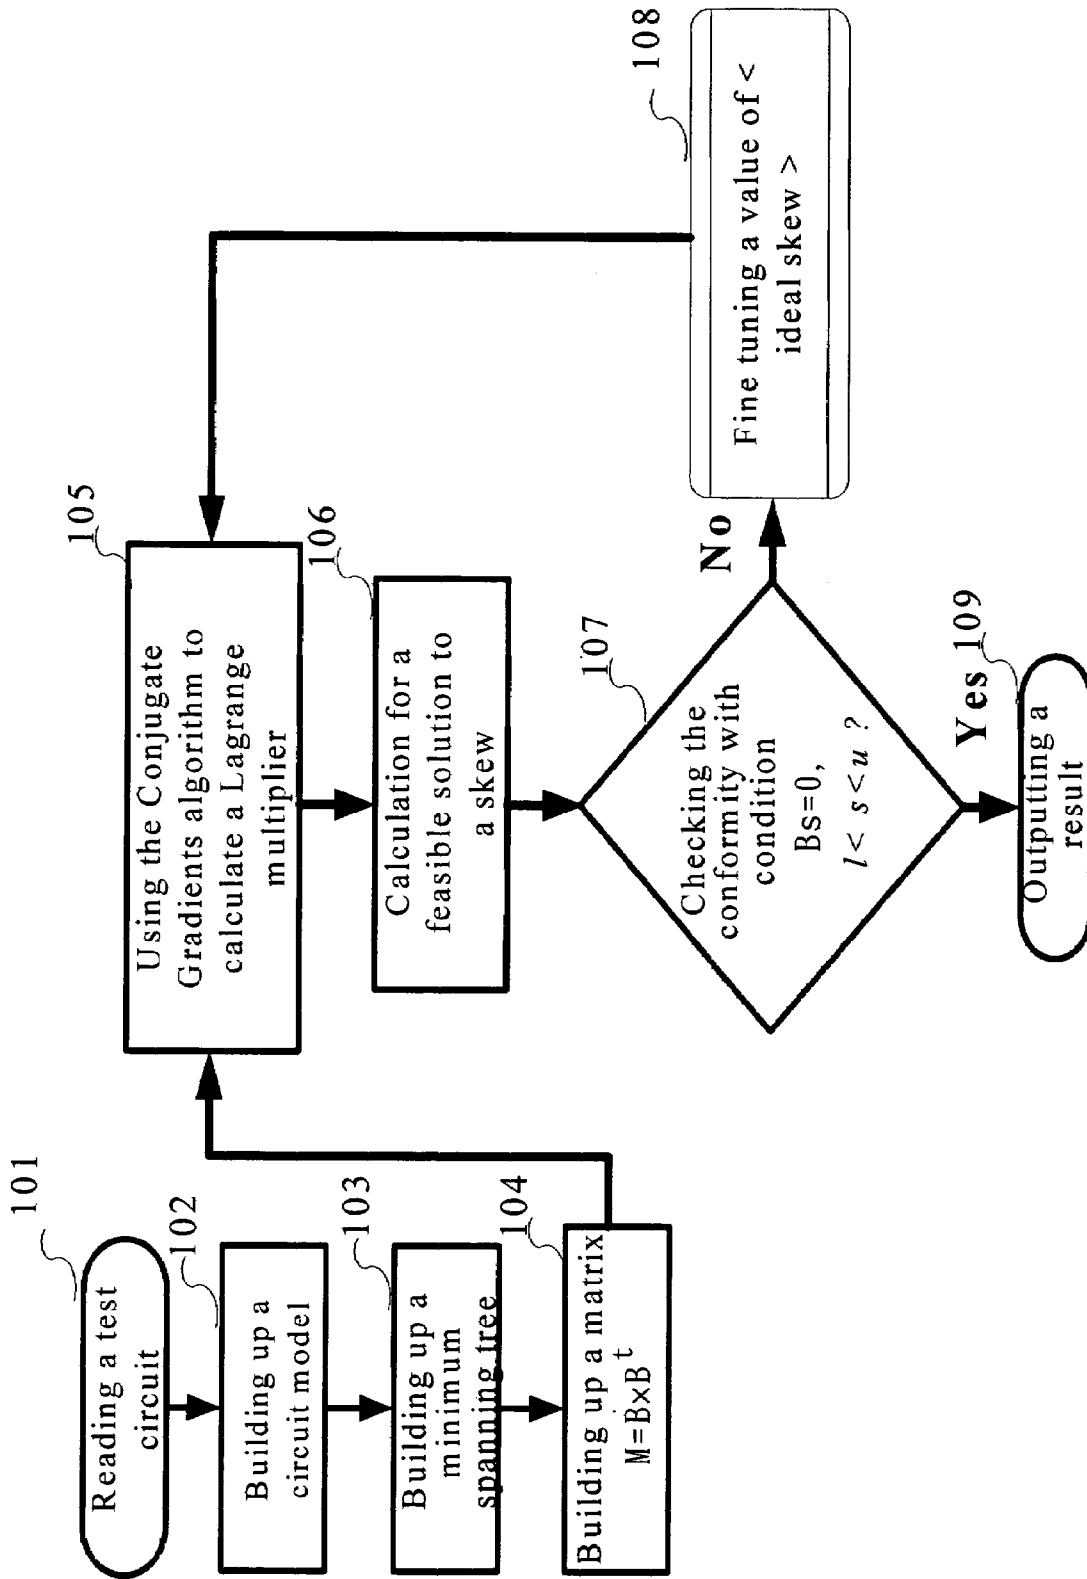 101
Reading a test
circuit
102
Building up a
circuit model
103
Building up a
minimum
spanning tree
104
Building up a matrix
M=B×B^t
105
Using the Conjugate
Gradients algorithm to
calculate a Lagrange
multiplier
106
Calculation for a
feasible solution to
a skew
107
Checking the
conformity with
condition
Bs=0,
l< s<u ?
No
108
Fine tuning a value of <
ideal skew >
Yes
109
Outputting a
result